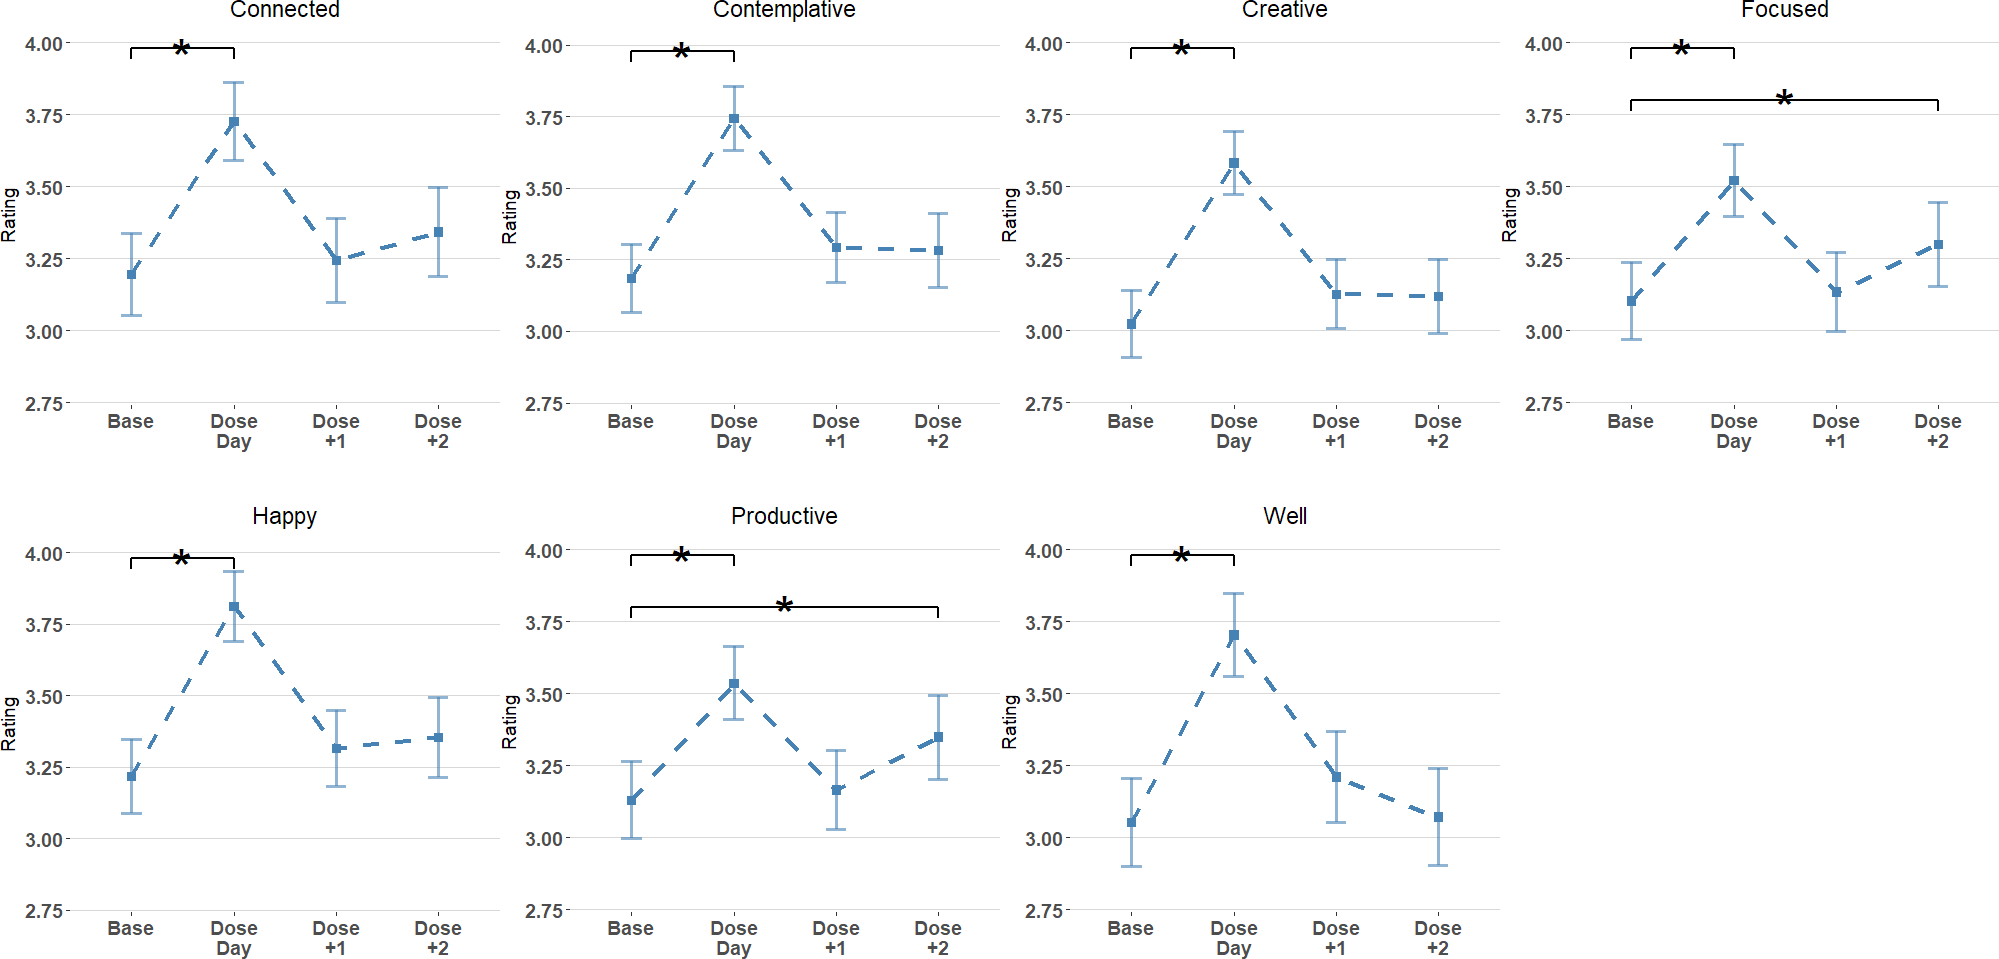 Connected
4.00
*
3.75
3.50
3.25
3.00
2.75
Rating
Base
Dose
Day
Dose
+1
Dose
+2
Contemplative
4.00
*
3.75
3.50
3.25
3.00
2.75
Rating
Base
Dose
Day
Dose
+1
Dose
+2
Creative
4.00
*
3.75
3.50
3.25
3.00
2.75
Rating
Base
Dose
Day
Dose
+1
Dose
+2
Focused
4.00
*
*
3.75
3.50
3.25
3.00
2.75
Rating
Base
Dose
Day
Dose
+1
Dose
+2
Happy
4.00
*
3.75
3.50
3.25
3.00
2.75
Rating
Base
Dose
Day
Dose
+1
Dose
+2
Productive
4.00
*
*
3.75
3.50
3.25
3.00
2.75
Rating
Base
Dose
Day
Dose
+1
Dose
+2
Well
4.00
*
3.75
3.50
3.25
3.00
2.75
Rating
Base
Dose
Day
Dose
+1
Dose
+2